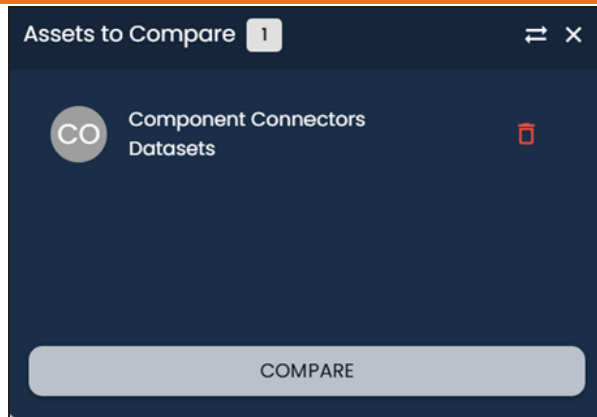 Assets to Compare 1
CO
Component Connectors
Datasets
COMPARE